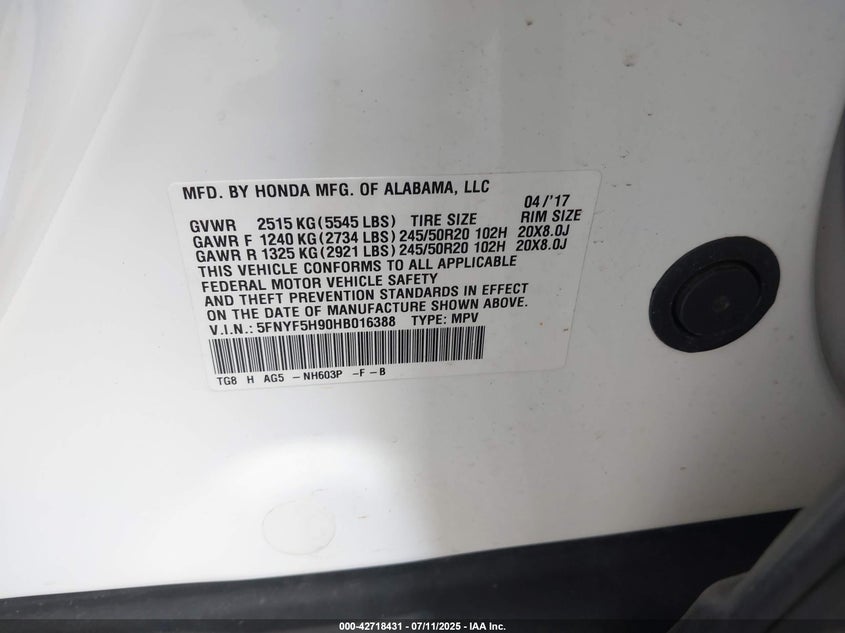 MFD. BY HONDA MFG. OF ALABAMA, LLC 04/'17
GVWR 2515 KG(5545 LBS) TIRE SIZE RIM SIZE
GAWR F 1240 KG(2734 LBS) 245/50R20 102H 20X8.0J
GAWR R 1325 KG(2921 LBS) 245/50R20 102H 20X8.0J
THIS VEHICLE CONFORMS TO ALL APPLICABLE
FEDERAL MOTOR VEHICLE SAFETY
AND THEFT PREVENTION STANDARDS IN EFFECT
ON THE DATE OF MANUFACTURE SHOWN ABOVE.
V.I.N.: 5FNYF5H90HB016388 TYPE: MPV
TG8 H AG5 -NH603P -F-B
000-42718431 - 07/11/2025 - IAA Inc.